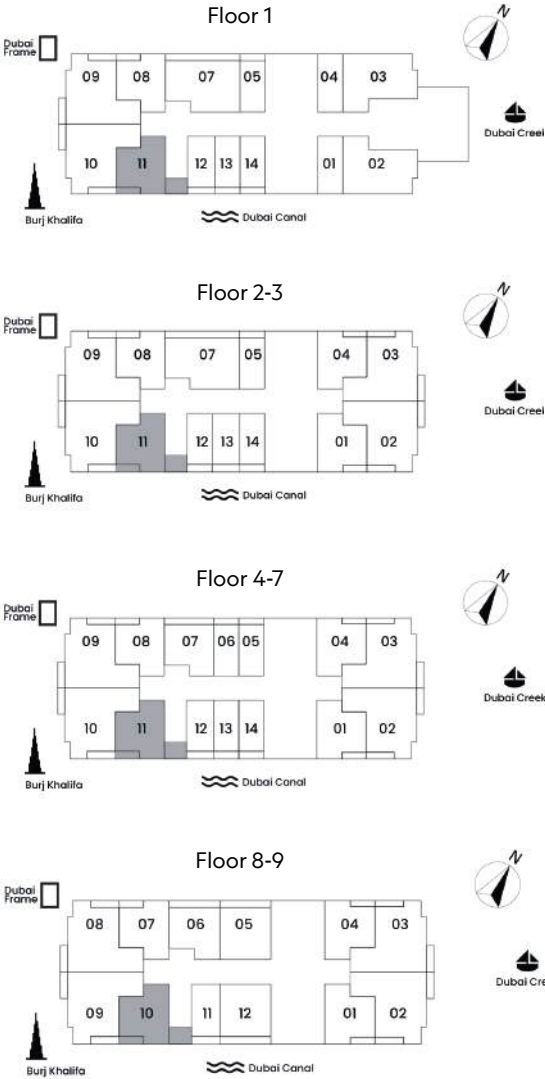 Floor 1
N
Dubai
Frame
09 08 07 05 04 03
Dubai Creek
10 11 12 13 14 01 02
Burj Khalifa
Dubai Canal
Floor 2-3
N
Dubai
Frame
09 08 07 05 04 03
Dubai Creek
10 11 12 13 14 01 02
Burj Khalifa
Dubai Canal
Floor 4-7
N
Dubai
Frame
09 08 07 06 05 04 03
Dubai Creek
10 11 12 13 14 01 02
Burj Khalifa
Dubai Canal
Floor 8-9
N
Dubai
Frame
08 07 06 05 04 03
Dubai Cre
09 10 11 12 01 02
Burj Khalifa
Dubai Canal